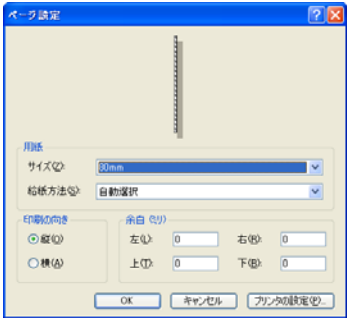 ページ設定
用紙
サイズ(Z):
80mm
給紙方法(S):
自動選択
印刷の向き
縦(O)
横(A)
余白 (ミリ)
左(L):
0
右(R):
0
上(T):
0
下(B):
0
OK
キャンセル
プリンタの設定(P)...